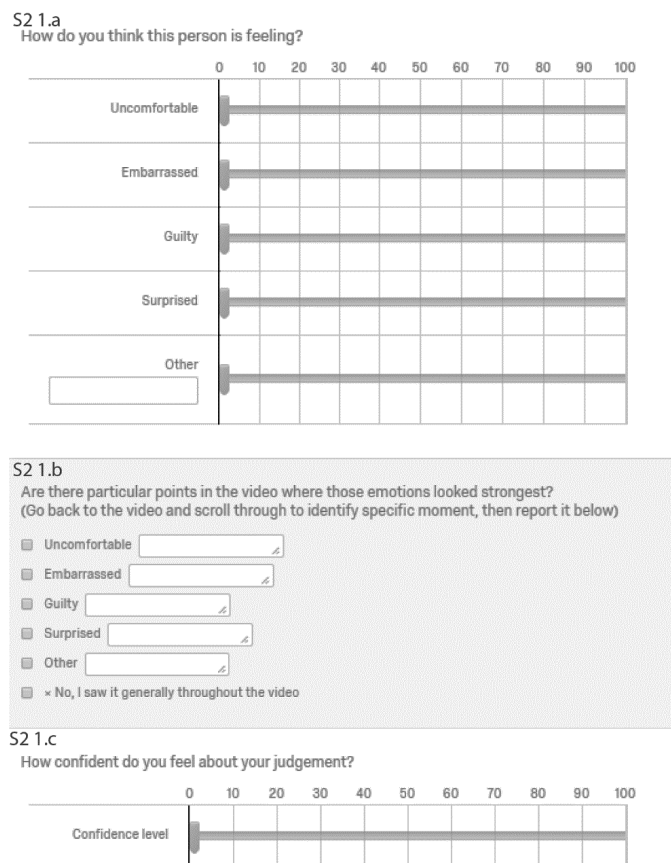 S2 1.a
How do you think this person is feeling?
0 10 20 30 40 50 60 70 80 90 100
Uncomfortable
Embarrassed
Guilty
Surprised
Other
S2 1.b
Are there particular points in the video where those emotions looked strongest?
(Go back to the video and scroll through to identify specific moment, then report it below)
Uncomfortable
Embarrassed
Guilty
Surprised
Other
× No, I saw it generally throughout the video
S2 1.c
How confident do you feel about your judgement?
0 10 20 30 40 50 60 70 80 90 100
Confidence level